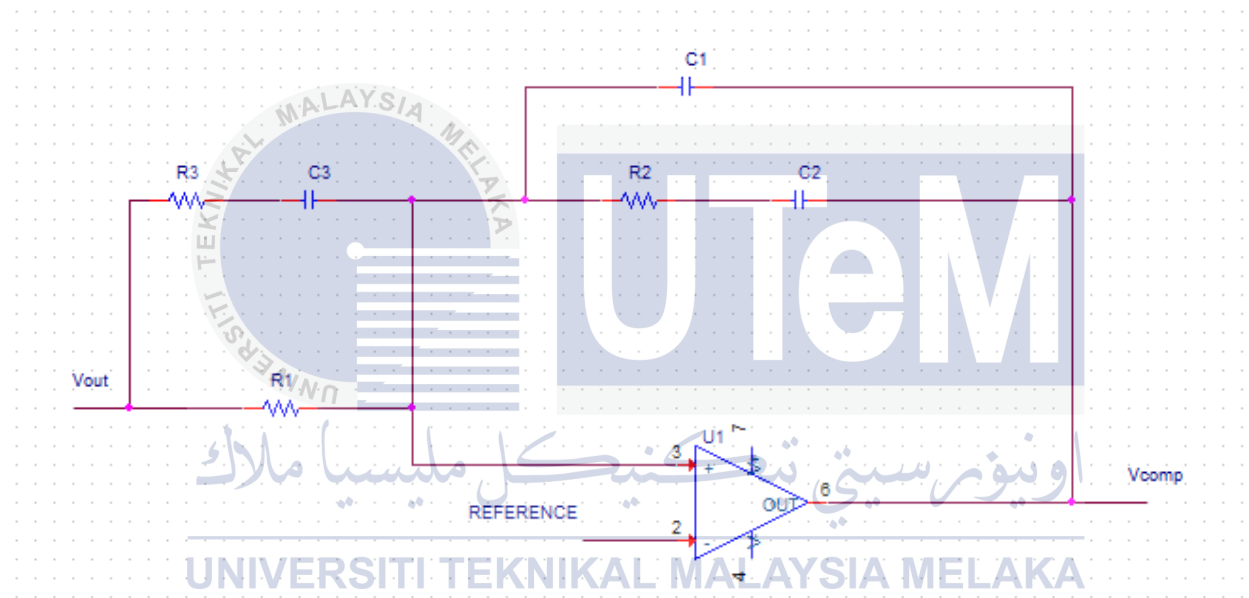 C1
R3
C3
R2
C2
UNIVERSITI TEKNIKAL MALAYSIA MELAKA
UTeM
Vout
R1
U1
7
3
+
V+
اونيۏرسيتي تيكنيكل مليسيا ملاك
OUT
6
Vcomp
REFERENCE
2
-
V-
4
UNIVERSITI TEKNIKAL MALAYSIA MELAKA